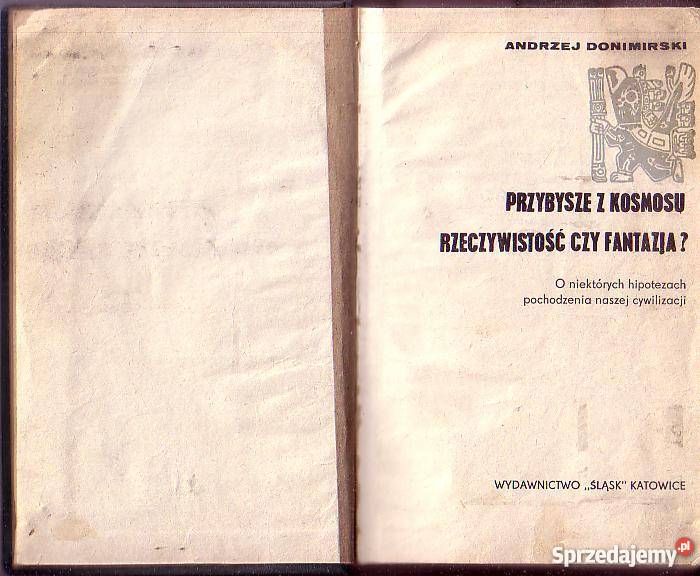 ANDRZEJ DONIMIRSKI
PRZYBYSZE Z KOSMOSU
RZECZYWISTOŚĆ CZY FANTAZJA?
O niektórych hipotezach
pochodzenia naszej cywilizacji
WYDAWNICTWO „ŚLĄSK" KATOWICE
Sprzedajemy.pl